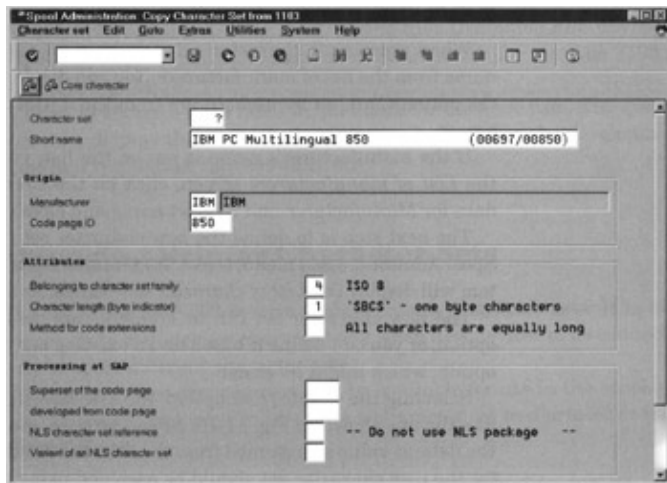 *Spool Administration: Copy Character Set from 1103
Character set Edit Goto Extras Utilities System Help
Core character
Character set ?
Short name IBM PC Multilingual 850 (00697/00850)
Origin
Manufacturer IBM IBM
Code page ID 850
Attributes
Belonging to character set family 4 ISO 8
Character length (byte indicator) 1 'SBCS' - one byte characters
Method for code extensions All characters are equally long
Processing at SAP
Superset of the code page
developed from code page
NLS character set reference -- Do not use NLS package --
Variant of an NLS character set